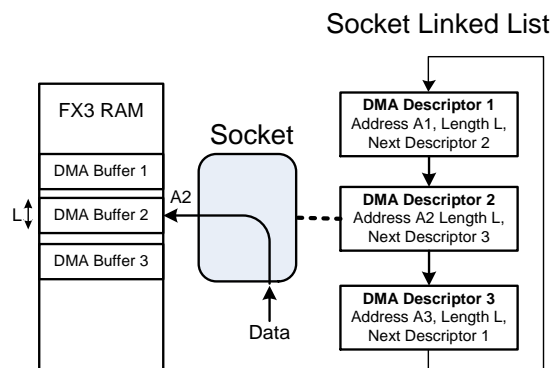 Socket Linked List
FX3 RAM
DMA Buffer 1
DMA Buffer 2
DMA Buffer 3
L
Socket
A2
Data
DMA Descriptor 1
Address A1, Length L,
Next Descriptor 2
DMA Descriptor 2
Address A2 Length L,
Next Descriptor 3
DMA Descriptor 3
Address A3, Length L,
Next Descriptor 1